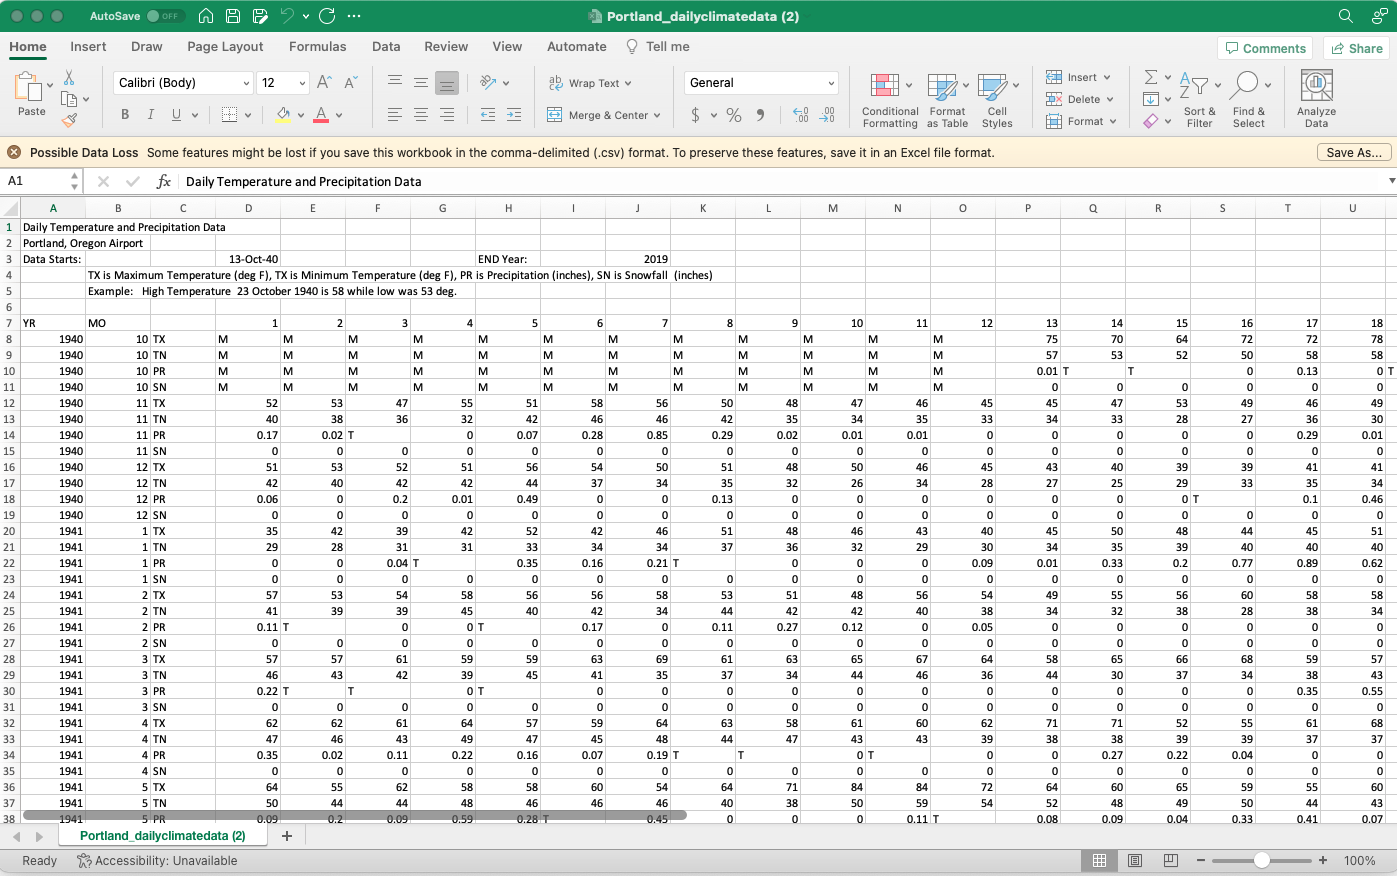 AutoSave OFF Portland_dailyclimatedata (2)
Home Insert Draw Page Layout Formulas Data Review View Automate Tell me Comments Share
Paste Calibri (Body) 12 Wrap Text General Insert
B I U Merge & Center $ % Conditional Formatting Format as Table Cell Styles Delete Format Sort & Filter Find & Select Analyze Data
Possible Data Loss Some features might be lost if you save this workbook in the comma-delimited (.csv) format. To preserve these features, save it in an Excel file format. Save As...
A1 fx Daily Temperature and Precipitation Data
A B C D E F G H I J K L M N O P Q R S T U
1 Daily Temperature and Precipitation Data
2 Portland, Oregon Airport
3 Data Starts: 13-Oct-40 END Year: 2019
4 TX is Maximum Temperature (deg F), TX is Minimum Temperature (deg F), PR is Precipitation (inches), SN is Snowfall (inches)
5 Example: High Temperature 23 October 1940 is 58 while low was 53 deg.
6
7 YR MO 1 2 3 4 5 6 7 8 9 10 11 12 13 14 15 16 17 18
8 1940 10 TX M M M M M M M M M M M M 75 70 64 72 72 78
9 1940 10 TN M M M M M M M M M M M M 57 53 52 50 58 58
10 1940 10 PR M M M M M M M M M M M M 0.01 T T 0 0.13 0 T
11 1940 10 SN M M M M M M M M M M M M 0 0 0 0 0 0
12 1940 11 TX 52 53 47 55 51 58 56 50 48 47 46 45 45 47 53 49 46 49
13 1940 11 TN 40 38 36 32 42 46 46 42 35 34 35 33 34 33 28 27 36 30
14 1940 11 PR 0.17 0.02 T 0 0.07 0.28 0.85 0.29 0.02 0.01 0.01 0 0 0 0 0 0.29 0.01
15 1940 11 SN 0 0 0 0 0 0 0 0 0 0 0 0 0 0 0 0 0 0
16 1940 12 TX 51 53 52 51 56 54 50 51 48 50 46 45 43 40 39 39 41 41
17 1940 12 TN 42 40 42 42 44 37 34 35 32 26 34 28 27 25 29 33 35 34
18 1940 12 PR 0.06 0 0.2 0.01 0.49 0 0 0.13 0 0 0 0 0 0 0 T 0.1 0.46
19 1940 12 SN 0 0 0 0 0 0 0 0 0 0 0 0 0 0 0 0 0 0
20 1941 1 TX 35 42 39 42 52 42 46 51 48 46 43 40 45 50 48 44 45 51
21 1941 1 TN 29 28 31 31 33 34 34 37 36 32 29 30 34 35 39 40 40 40
22 1941 1 PR 0 0 0.04 T 0.35 0.16 0.21 T 0 0 0 0.09 0.01 0.33 0.2 0.77 0.89 0.62
23 1941 1 SN 0 0 0 0 0 0 0 0 0 0 0 0 0 0 0 0 0 0
24 1941 2 TX 57 53 54 58 56 56 58 53 51 48 56 54 49 55 56 60 58 58
25 1941 2 TN 41 39 39 45 40 42 34 44 42 42 40 38 34 32 38 28 38 34
26 1941 2 PR 0.11 T 0 0 T 0.17 0 0.11 0.27 0.12 0 0.05 0 0 0 0 0 0
27 1941 2 SN 0 0 0 0 0 0 0 0 0 0 0 0 0 0 0 0 0 0
28 1941 3 TX 57 57 61 59 59 63 69 61 63 65 67 64 58 65 66 68 59 57
29 1941 3 TN 46 43 42 39 45 41 35 37 34 44 46 36 44 30 37 34 38 43
30 1941 3 PR 0.22 T T 0 T 0 0 0 0 0 0 0 0 0 0 0 0.35 0.55
31 1941 3 SN 0 0 0 0 0 0 0 0 0 0 0 0 0 0 0 0 0 0
32 1941 4 TX 62 62 61 64 57 59 64 63 58 61 60 62 71 71 52 55 61 68
33 1941 4 TN 47 46 43 49 47 45 48 44 47 43 43 39 38 38 39 39 37 37
34 1941 4 PR 0.35 0.02 0.11 0.22 0.16 0.07 0.19 T T 0 T 0 0 0.27 0.22 0.04 0 0
35 1941 4 SN 0 0 0 0 0 0 0 0 0 0 0 0 0 0 0 0 0 0
36 1941 5 TX 64 55 62 58 58 60 54 64 71 84 84 72 64 60 65 59 55 60
37 1941 5 TN 50 44 44 48 46 46 46 40 38 50 59 54 52 48 49 50 44 43
38 1941 5 PR 0.09 0.2 0.09 0.59 0.28 T 0.45 0 0 0 0.11 T 0.08 0.09 0.04 0.33 0.41 0.07
Portland_dailyclimatedata (2) +
Ready Accessibility: Unavailable 100%